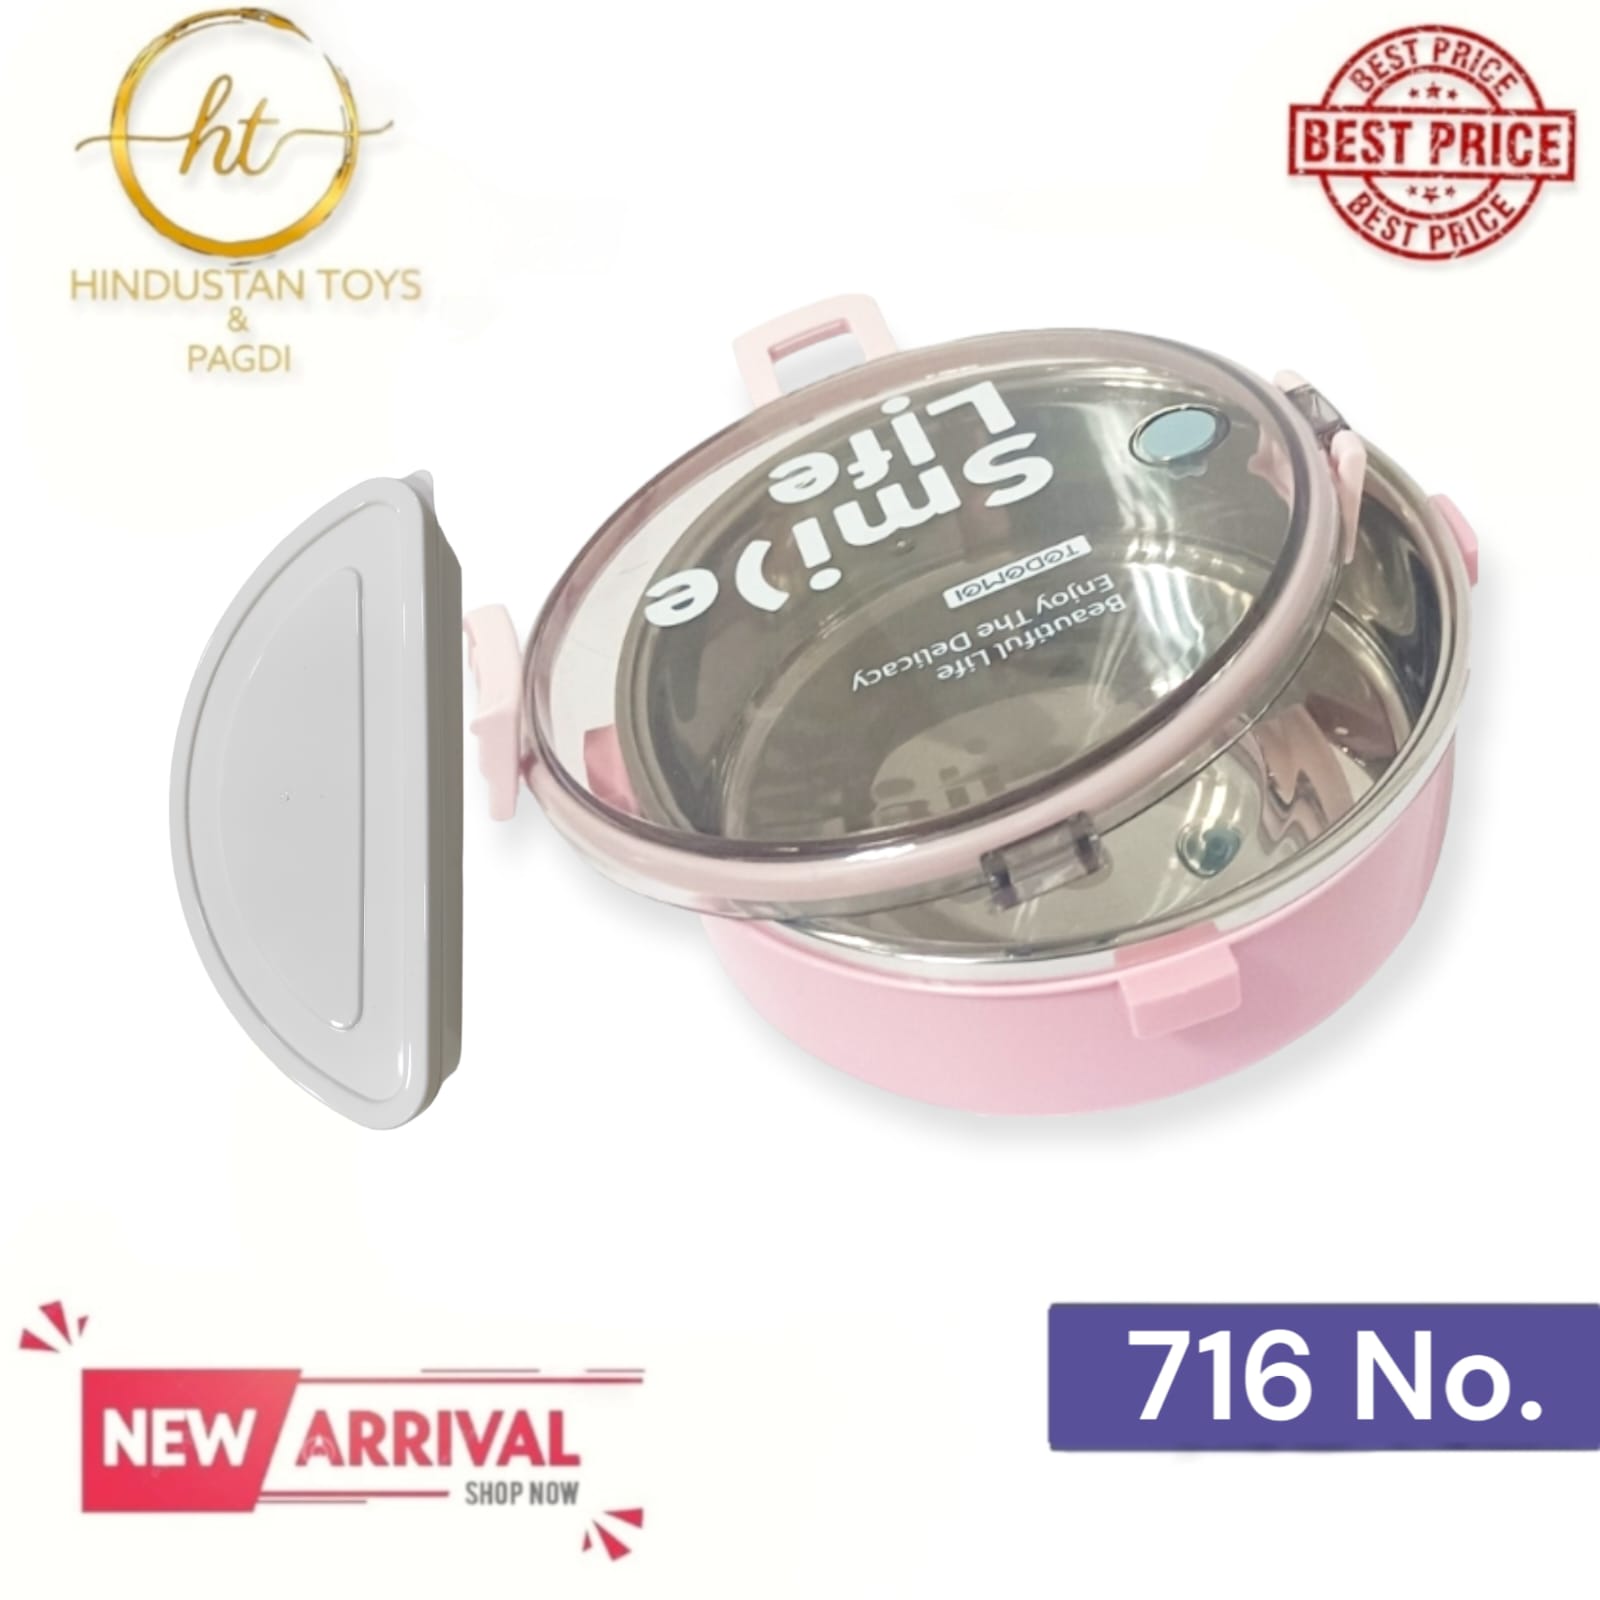 ht
HINDUSTAN TOYS
&
PAGDI
BEST PRICE
BEST PRICE
BEST PRICE
Smile
Life
TEDEMEI
Beautiful Life
Enjoy The Delicacy
NEW ARRIVAL
SHOP NOW
716 No.